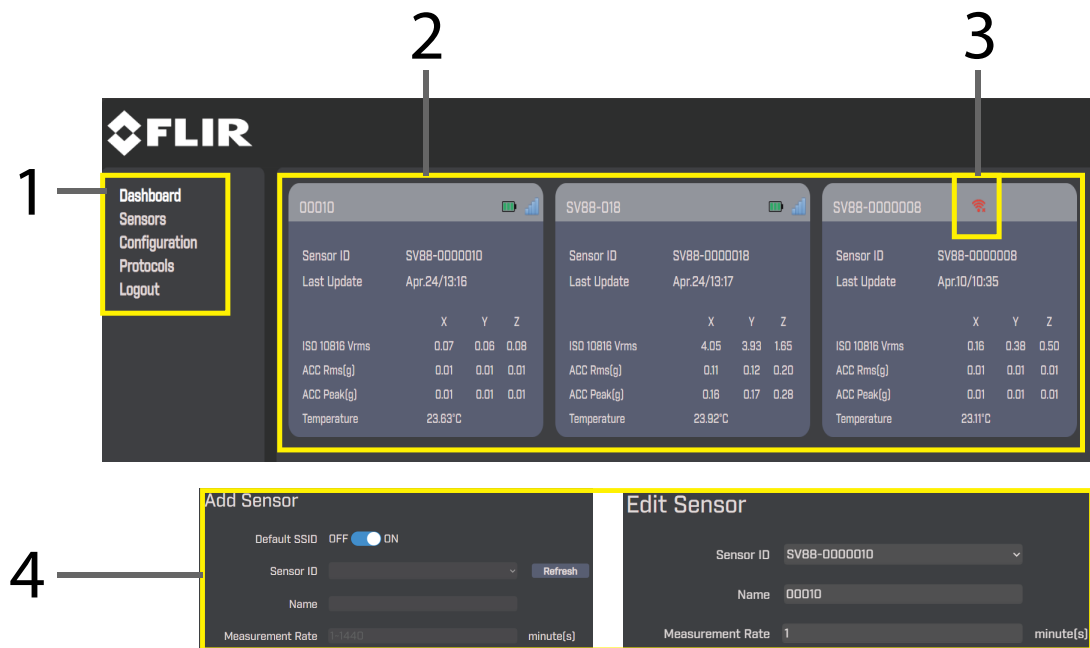 2
3
FLIR
1
Dashboard
Sensors
Configuration
Protocols
Logout
00010
Sensor ID SV88-0000010
Last Update Apr.24/13:16
X Y Z
ISO 10816 Vrms 0.07 0.06 0.08
ACC Rms(g) 0.01 0.01 0.01
ACC Peak(g) 0.01 0.01 0.01
Temperature 23.63°C
SV88-018
Sensor ID SV88-0000018
Last Update Apr.24/13:17
X Y Z
ISO 10816 Vrms 4.05 3.93 1.65
ACC Rms(g) 0.11 0.12 0.20
ACC Peak(g) 0.16 0.17 0.28
Temperature 23.92°C
SV88-0000008
Sensor ID SV88-0000008
Last Update Apr.10/10:35
X Y Z
ISO 10816 Vrms 0.16 0.38 0.50
ACC Rms(g) 0.01 0.01 0.01
ACC Peak(g) 0.01 0.01 0.01
Temperature 23.11°C
4
Add Sensor
Default SSID OFF ON
Sensor ID Refresh
Name
Measurement Rate 1-1440 minute(s)
Edit Sensor
Sensor ID SV88-0000010
Name 00010
Measurement Rate 1 minute(s)